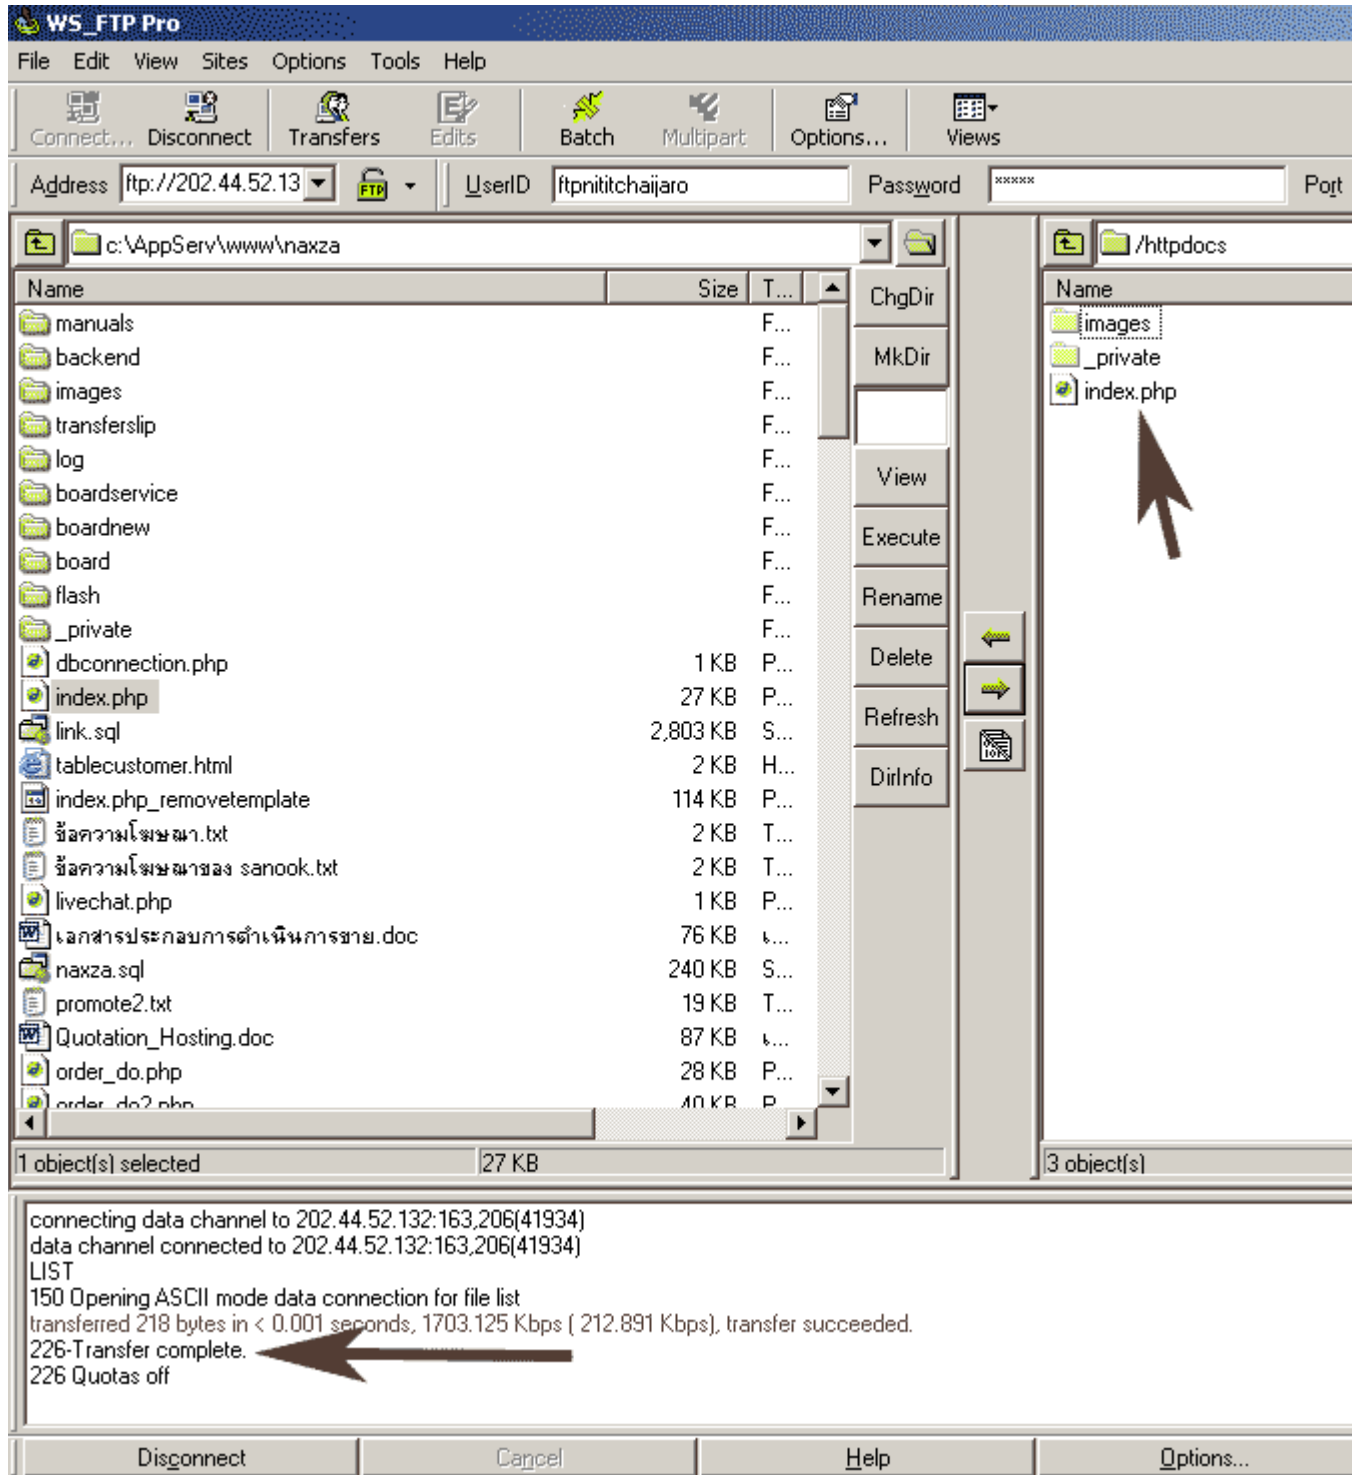 WS_FTP Pro
File Edit View Sites Options Tools Help
Connect... Disconnect Transfers Edits Batch Multipart Options... Views
Address ftp://202.44.52.13 FTP UserID ftpnititchaijaro Password ××××× Port
c:\AppServ\www\naxza
/httpdocs
Name Size T...
manuals F...
backend F...
images F...
transferslip F...
log F...
boardservice F...
boardnew F...
board F...
flash F...
_private F...
dbconnection.php 1 KB P...
index.php 27 KB P...
link.sql 2,803 KB S...
tablecustomer.html 2 KB H...
index.php_removetemplate 114 KB P...
ข้อความโฆษณา.txt 2 KB T...
ข้อความโฆษณาของ sanook.txt 2 KB T...
livechat.php 1 KB P...
เอกสารประกอบการดำเนินการขาย.doc 76 KB เ...
naxza.sql 240 KB S...
promote2.txt 19 KB T...
Quotation_Hosting.doc 87 KB เ...
order_do.php 28 KB P...
order_do2.php 40 KB P
1 object(s) selected 27 KB
ChgDir
MkDir
View
Execute
Rename
Delete
Refresh
DirInfo
Name
images
_private
index.php
3 object(s)
connecting data channel to 202.44.52.132:163,206(41934)
data channel connected to 202.44.52.132:163,206(41934)
LIST
150 Opening ASCII mode data connection for file list
transferred 218 bytes in < 0.001 seconds, 1703.125 Kbps ( 212.891 Kbps), transfer succeeded.
226-Transfer complete.
226 Quotas off
Disconnect Cancel Help Options...